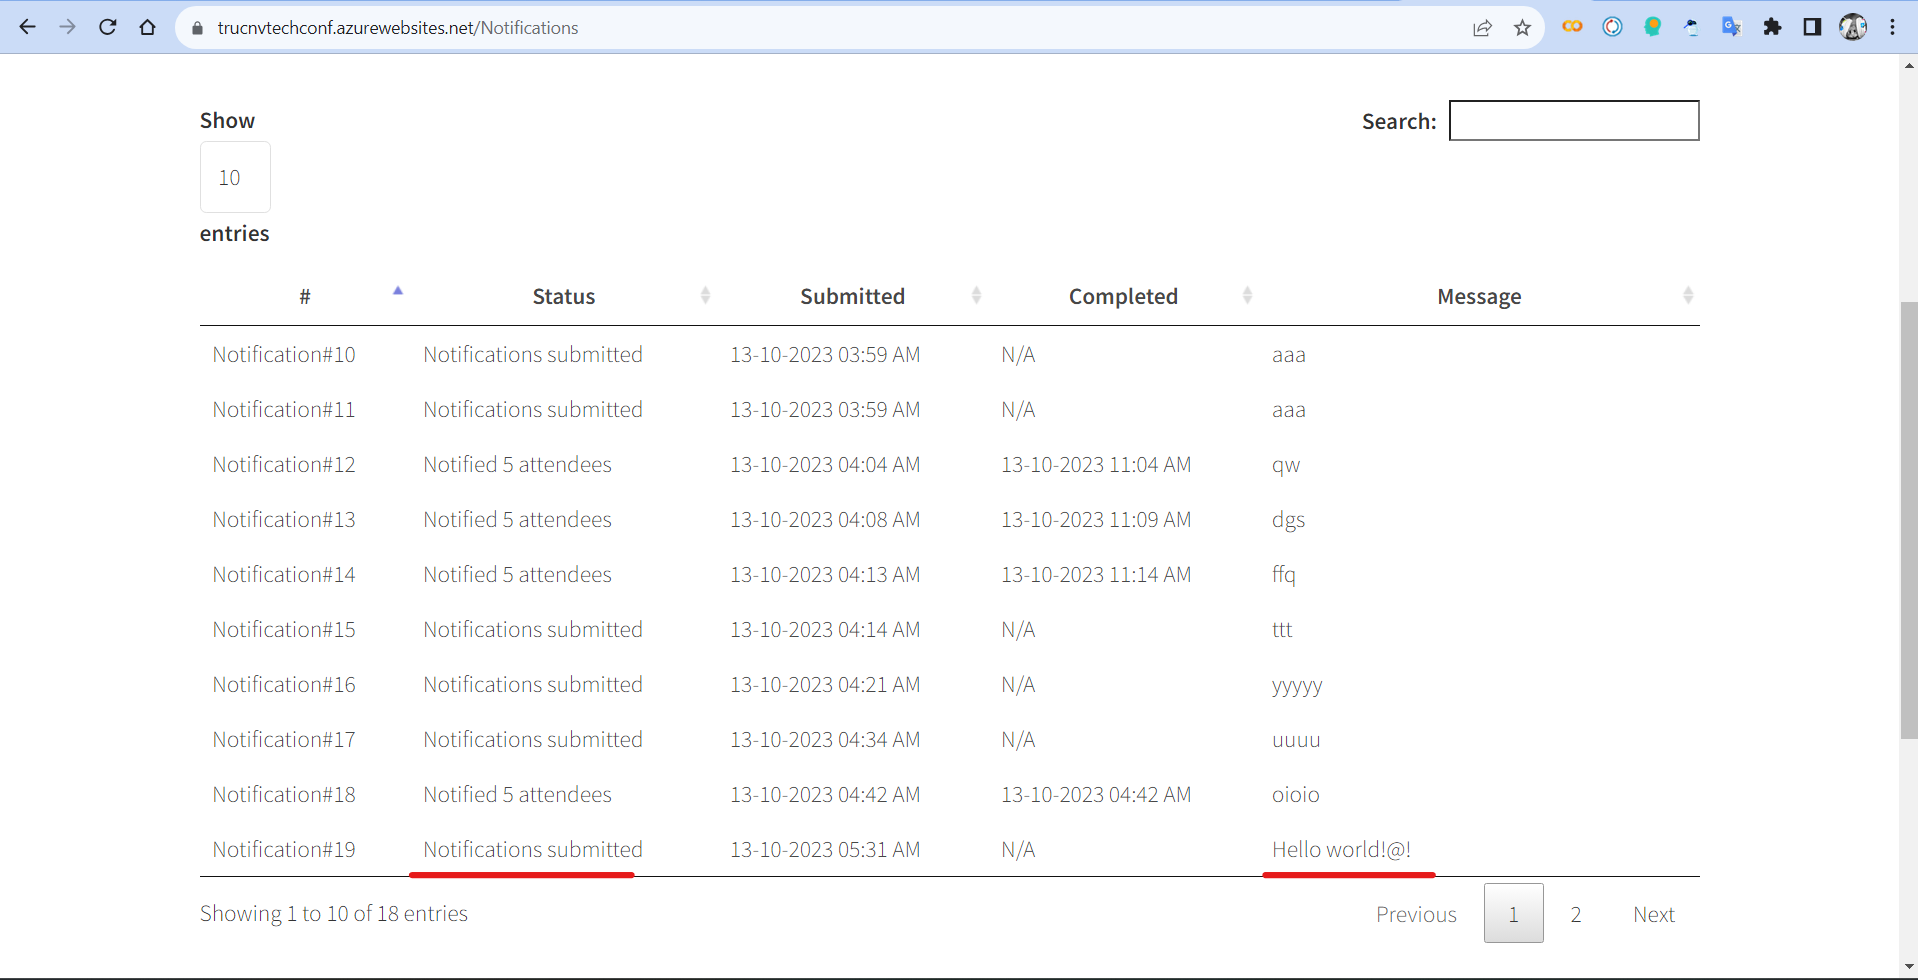 trucnvtechconf.azurewebsites.net/Notifications
Show
10
entries
Search:
# Status Submitted Completed Message
Notification#10 Notifications submitted 13-10-2023 03:59 AM N/A aaa
Notification#11 Notifications submitted 13-10-2023 03:59 AM N/A aaa
Notification#12 Notified 5 attendees 13-10-2023 04:04 AM 13-10-2023 11:04 AM qw
Notification#13 Notified 5 attendees 13-10-2023 04:08 AM 13-10-2023 11:09 AM dgs
Notification#14 Notified 5 attendees 13-10-2023 04:13 AM 13-10-2023 11:14 AM ffq
Notification#15 Notifications submitted 13-10-2023 04:14 AM N/A ttt
Notification#16 Notifications submitted 13-10-2023 04:21 AM N/A yyyyy
Notification#17 Notifications submitted 13-10-2023 04:34 AM N/A uuuu
Notification#18 Notified 5 attendees 13-10-2023 04:42 AM 13-10-2023 04:42 AM oioio
Notification#19 Notifications submitted 13-10-2023 05:31 AM N/A Hello world!@!
Showing 1 to 10 of 18 entries Previous 1 2 Next